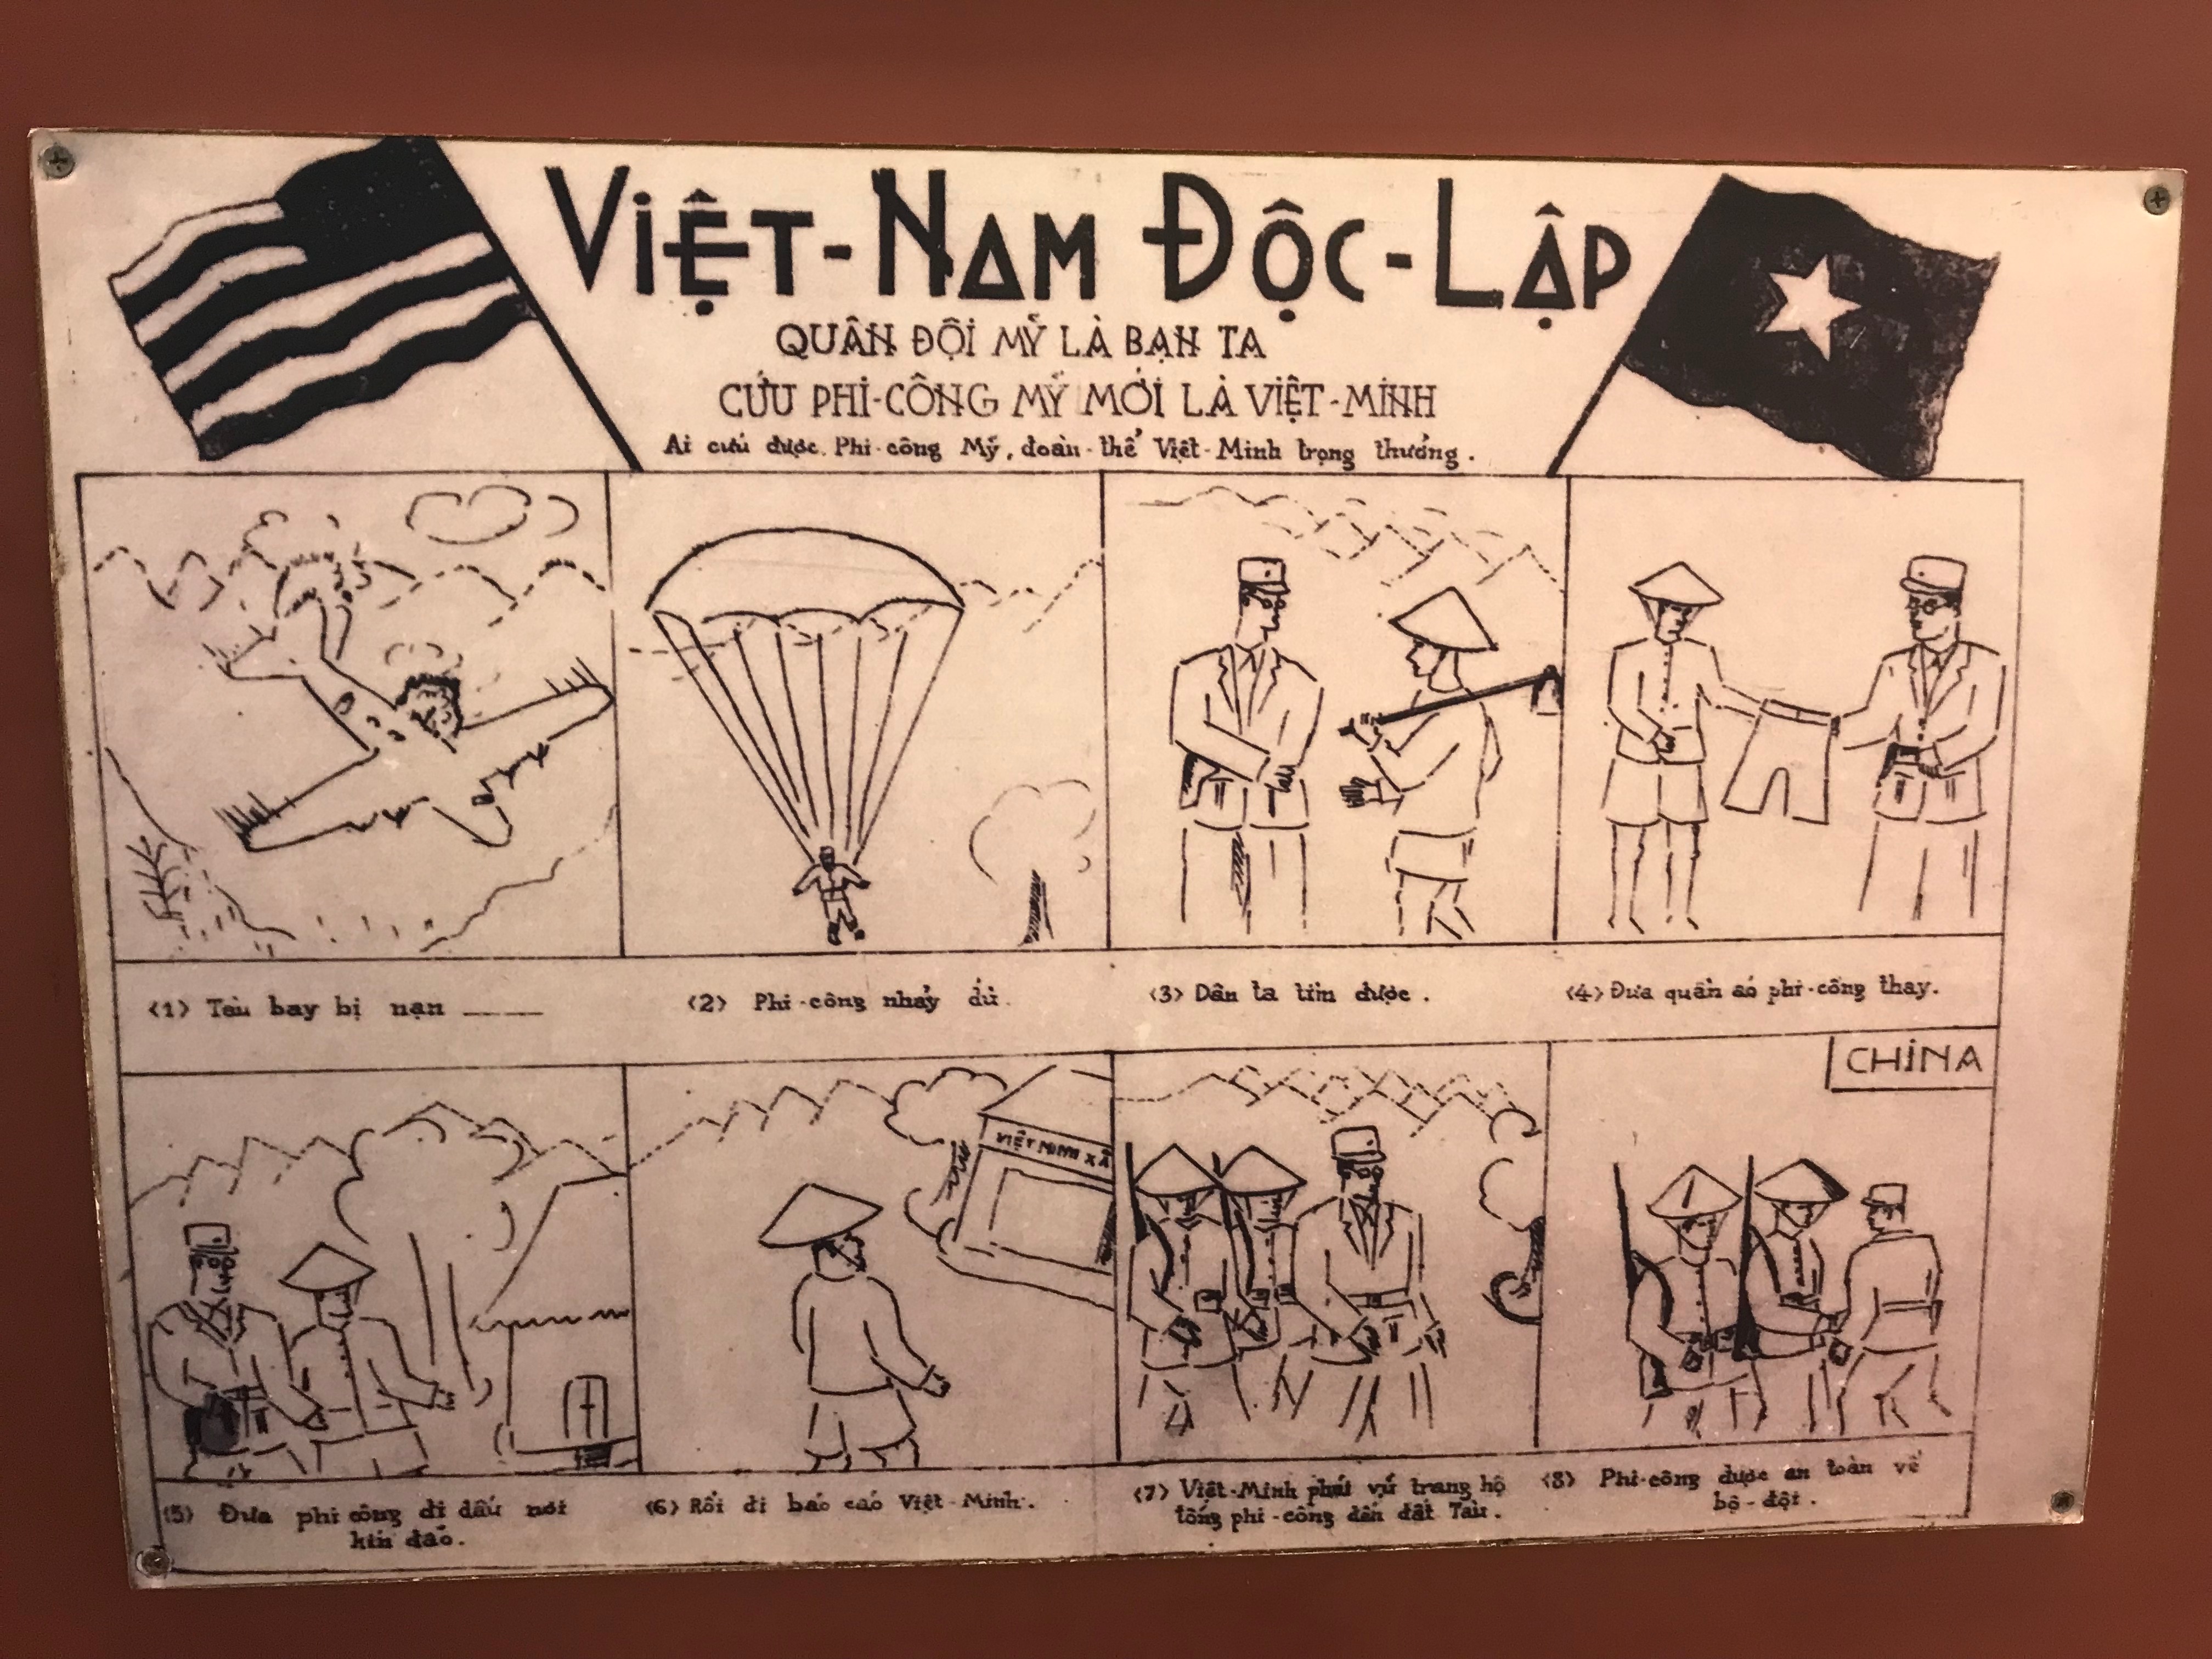 VIỆT-NAM ĐỘC-LẬP
QUÂN ĐỘI MỸ LÀ BẠN TA
CỨU PHI-CÔNG MỸ MỚI LÀ VIỆT-MINH
Ai cứu được Phi-công Mỹ, đoàn-thể Việt-Minh trọng thưởng.
<1> Tàu bay bị nạn
<2> Phi-công nhảy dù.
<3> Dân ta tìm được.
<4> Đưa quần áo phi-công thay.
CHINA
VIỆT MINH XÃ
<5> Đưa phi công đi dấu nơi
kín đáo.
<6> Rồi đi báo cáo Việt-Minh.
<7> Việt-Minh phái vũ trang hộ
tống phi-công đến đất Tàu.
<8> Phi-công được an toàn về
bộ-đội.